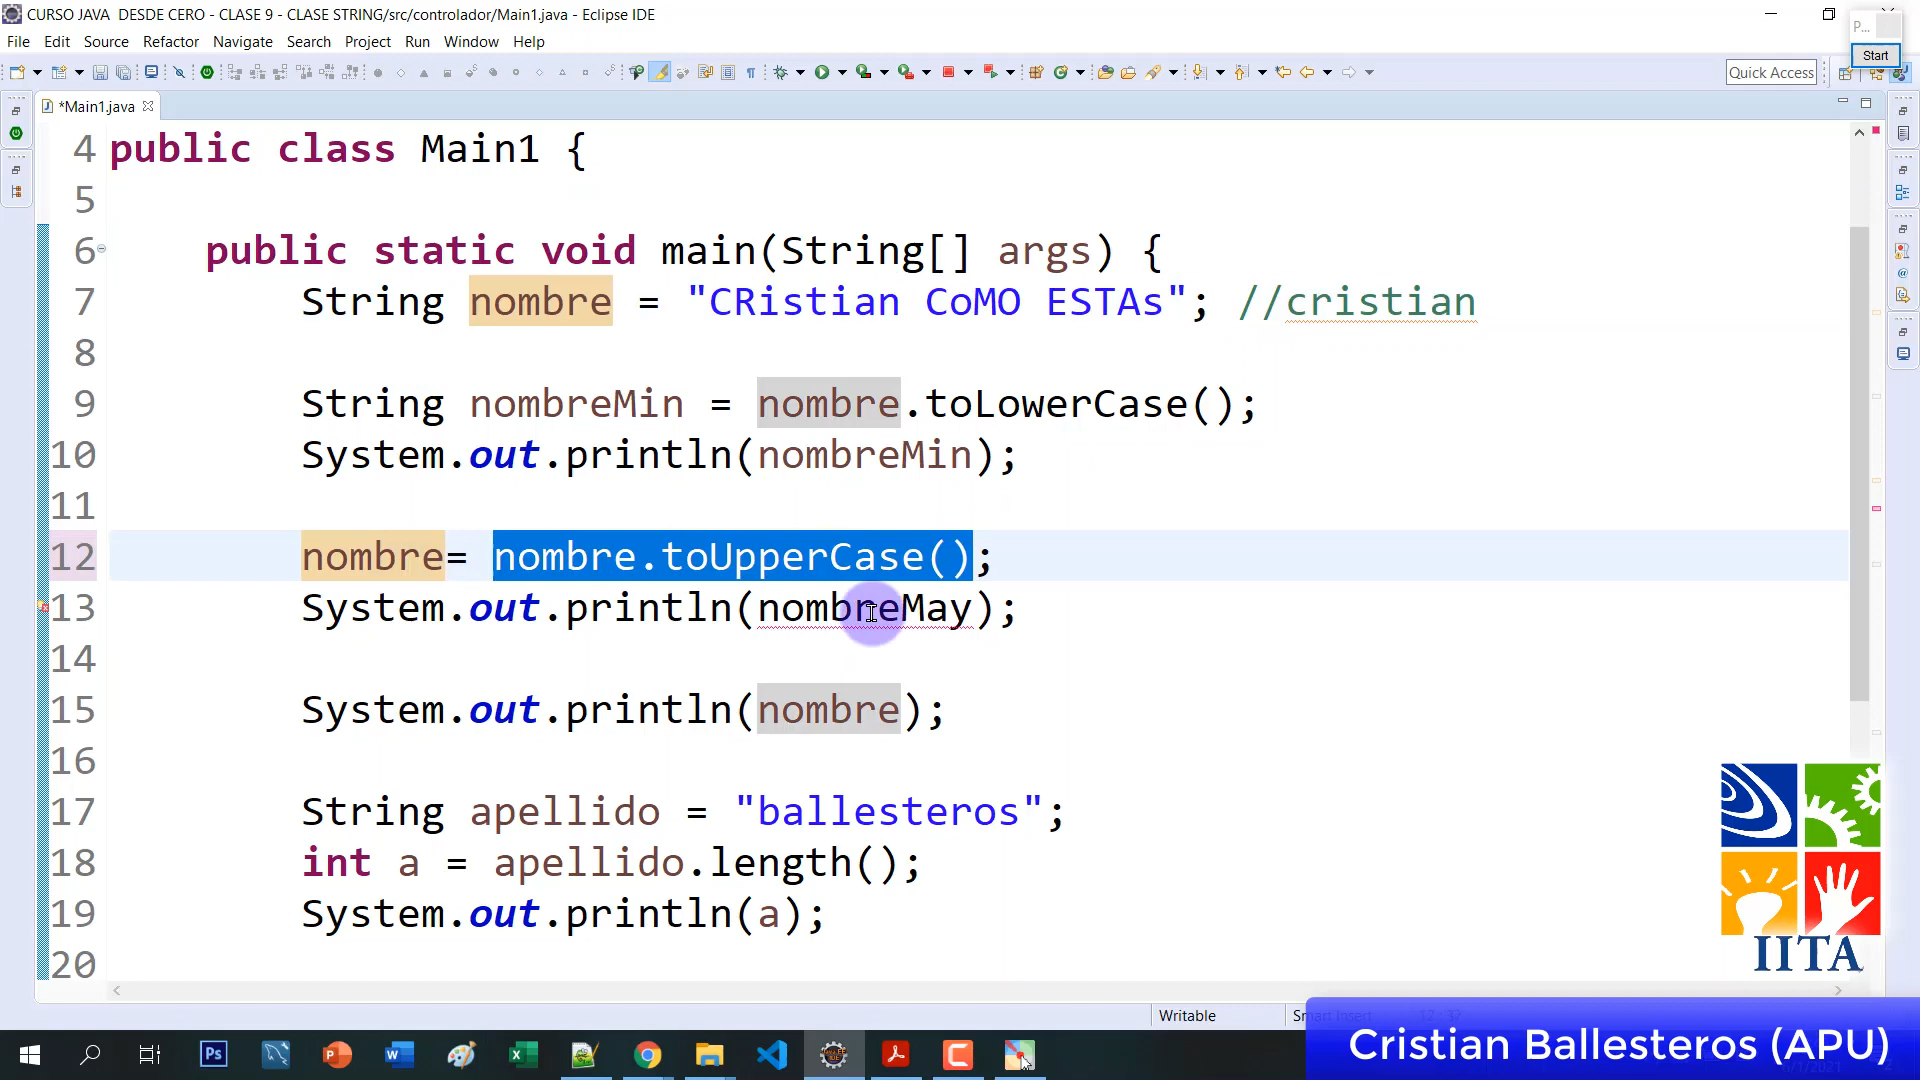 CURSO JAVA  DESDE CERO - CLASE 9 - CLASE STRING/src/controlador/Main1.java - Eclipse IDE
P...
File Edit Source Refactor Navigate Search Project Run Window Help
Start
Quick Access
*Main1.java
4 public class Main1 {
5
6 public static void main(String[] args) {
7 String nombre = "CRistian CoMO ESTAs"; //cristian
8
9 String nombreMin = nombre.toLowerCase();
10 System.out.println(nombreMin);
11
12 nombre= nombre.toUpperCase();
13 System.out.println(nombreMay);
14
15 System.out.println(nombre);
16
17 String apellido = "ballesteros";
18 int a = apellido.length();
19 System.out.println(a);
20
IITA
Writable
Cristian Ballesteros (APU)